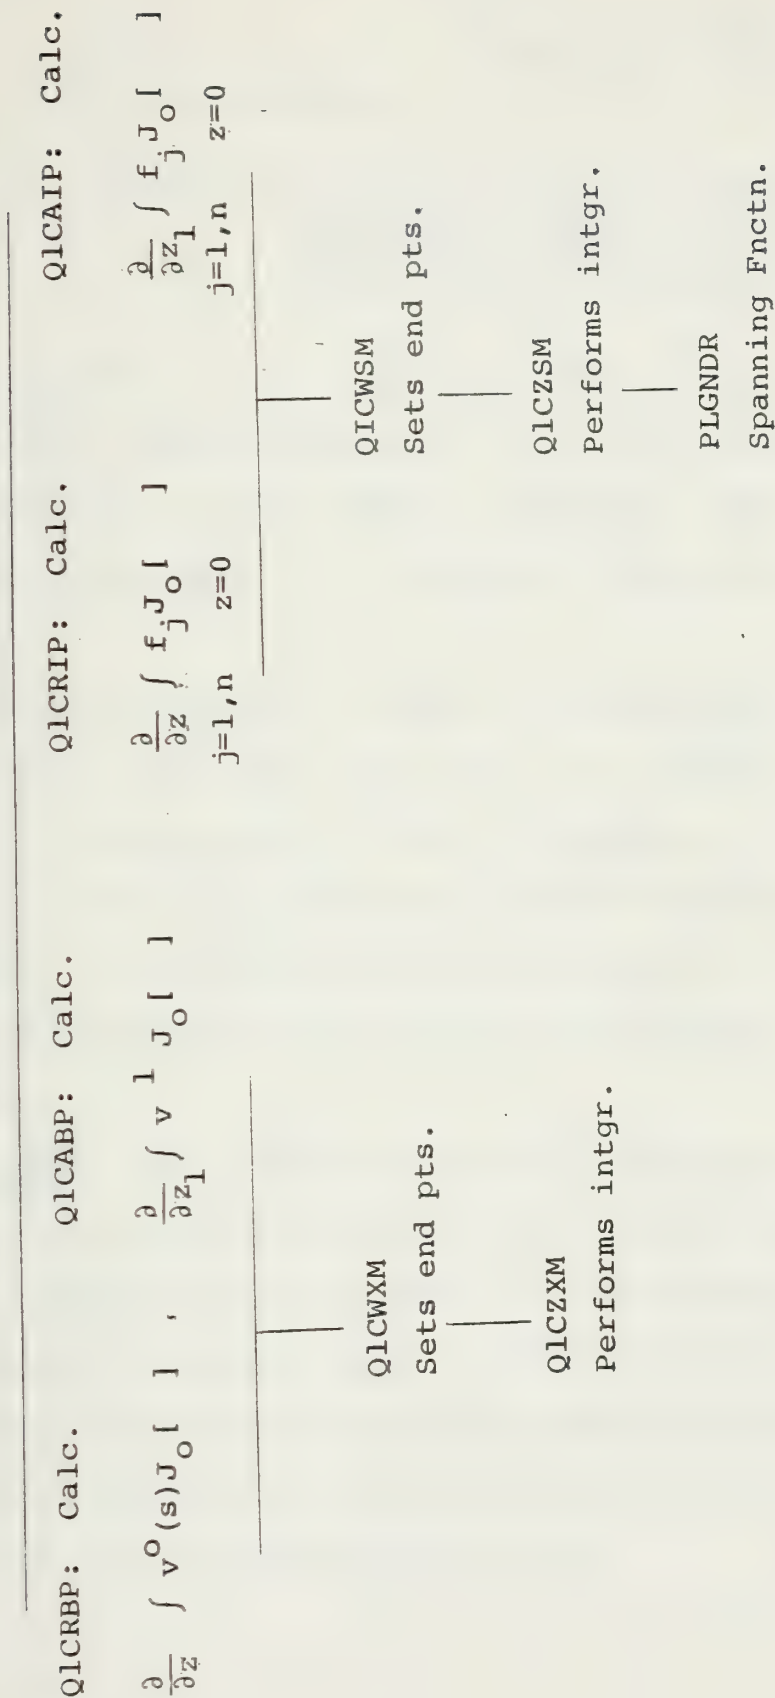 Q1CRBP: Calc.
∂/∂z ∫ v^o(s)J_o[ ] ,
Q1CABP: Calc.
∂/∂z_1 ∫ v^1 J_o[ ]
Q1CWXM
Sets end pts.
Q1CZXM
Performs intgr.
Q1CRIP: Calc.
∂/∂z ∫ f_j J_o[ ]
j=1,n z=0
Q1CAIP: Calc.
∂/∂z_1 ∫ f_j J_o[ ]
j=1,n z=0
QICWSM
Sets end pts.
Q1CZSM
Performs intgr.
PLGNDR
Spanning Fnctn.